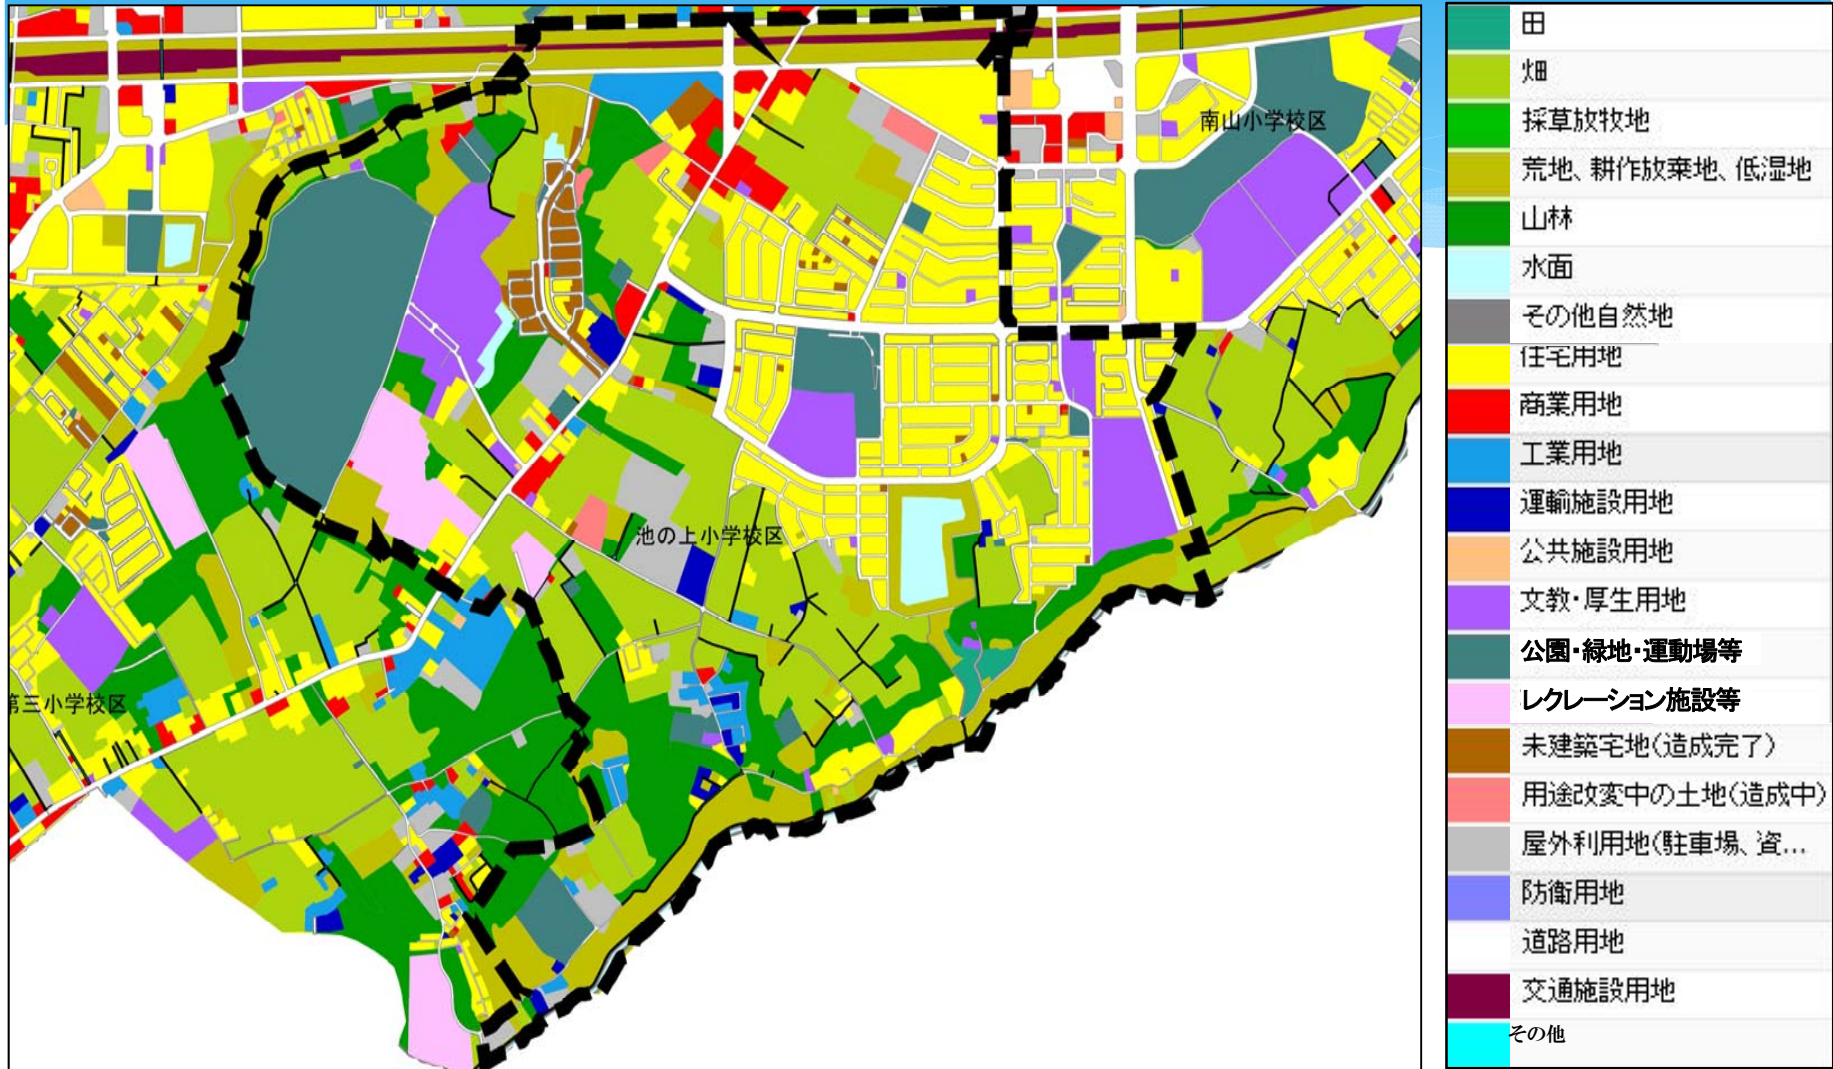 南山小学校区
池の上小学校区
第三小学校区
田
畑
採草放牧地
荒地、耕作放棄地、低湿地
山林
水面
その他自然地
住宅用地
商業用地
工業用地
運輸施設用地
公共施設用地
文教・厚生用地
公園・緑地・運動場等
レクレーション施設等
未建築宅地(造成完了)
用途改変中の土地(造成中)
屋外利用地(駐車場、資...
防衛用地
道路用地
交通施設用地
その他